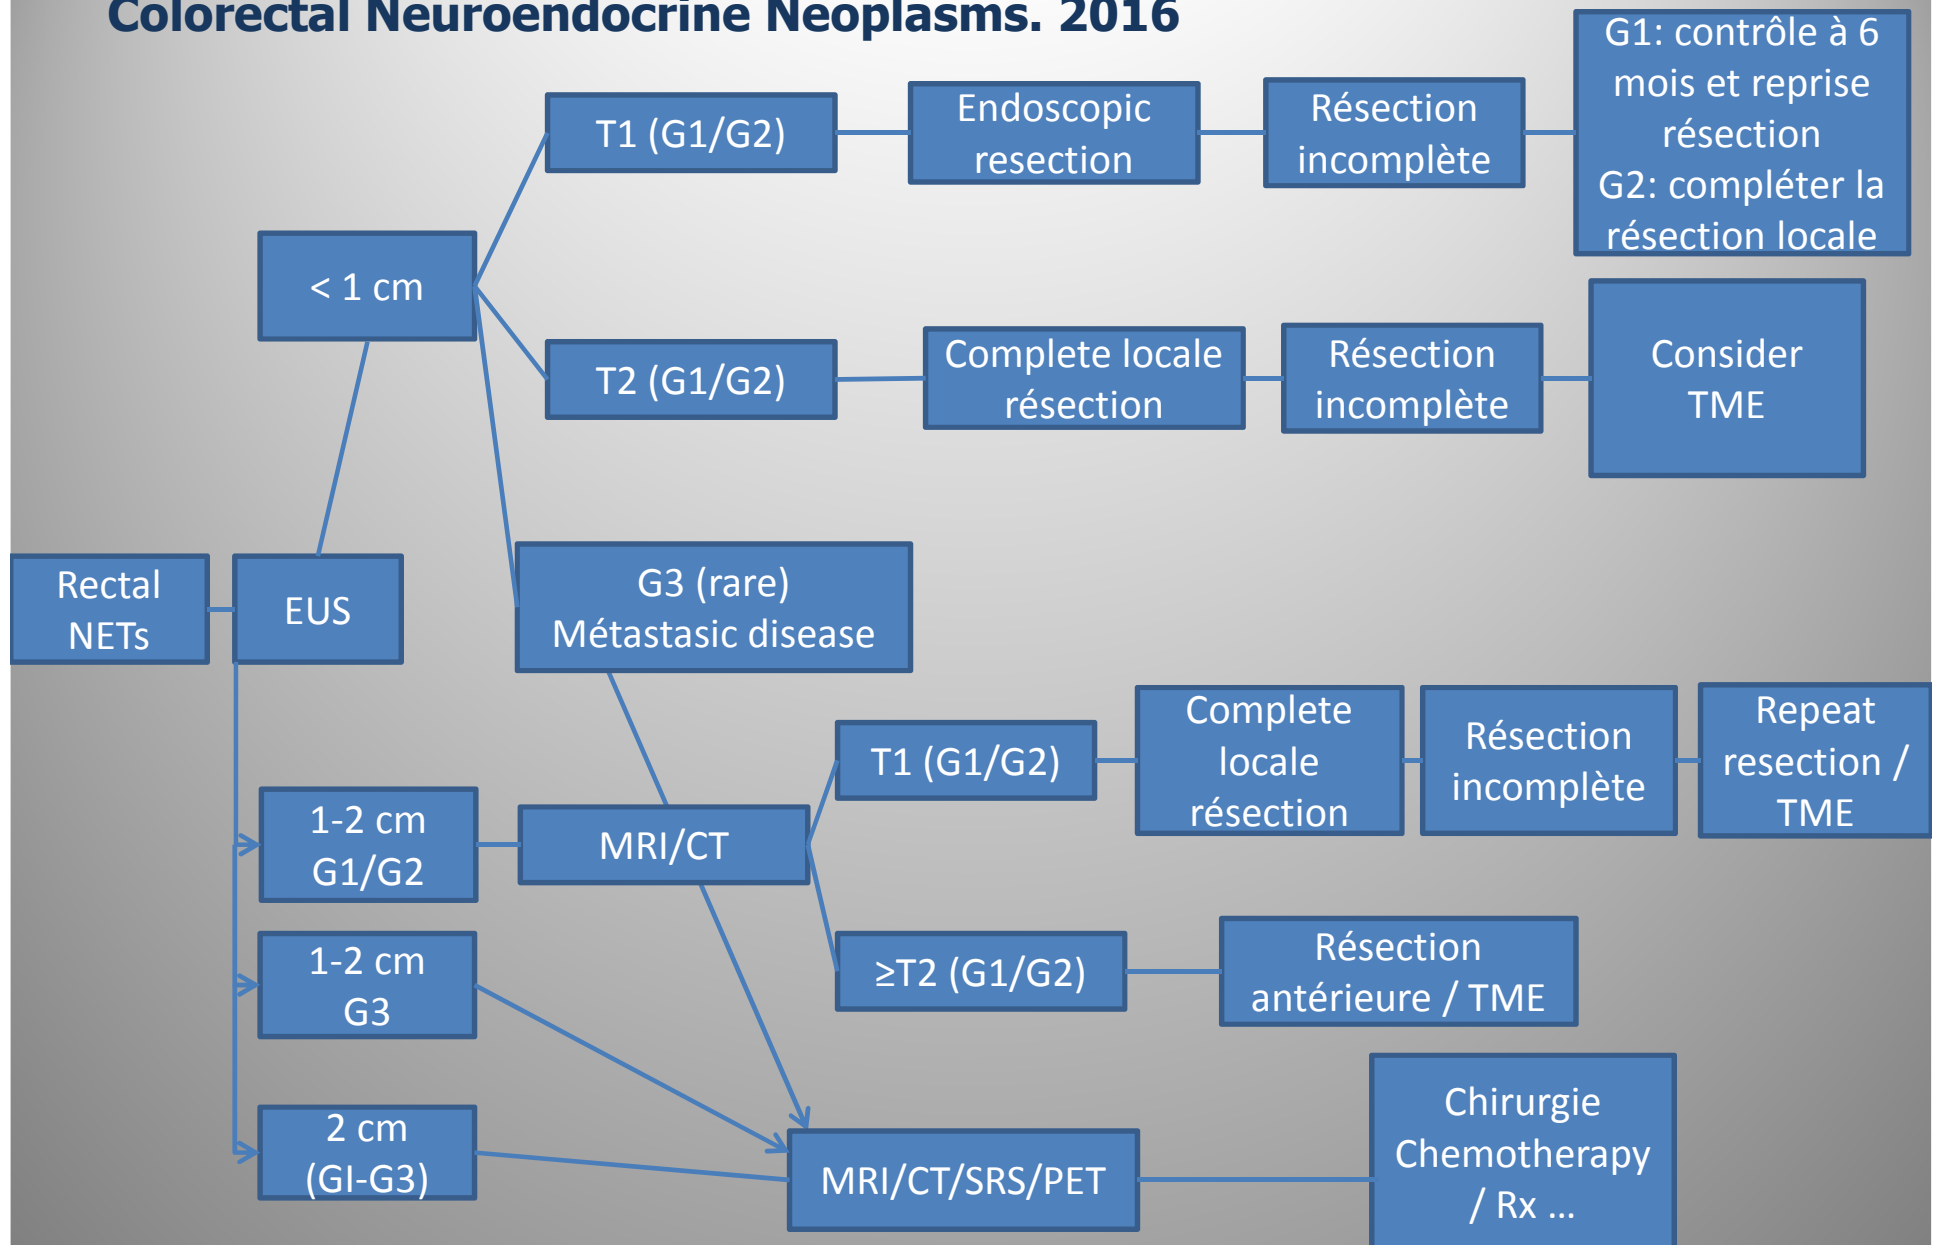 Colorectal Neuroendocrine Neoplasms. 2016
T1 (G1/G2)
Endoscopic
resection
Résection
incomplète
G1: contrôle à 6
mois et reprise
résection
G2: compléter la
résection locale
< 1 cm
T2 (G1/G2)
Complete locale
résection
Résection
incomplète
Consider
TME
Rectal
NETs
EUS
G3 (rare)
Métastasic disease
1-2 cm
G1/G2
MRI/CT
T1 (G1/G2)
Complete
locale
résection
Résection
incomplète
Repeat
resection /
TME
1-2 cm
G3
≥T2 (G1/G2)
Résection
antérieure / TME
2 cm
(GI-G3)
MRI/CT/SRS/PET
Chirurgie
Chemotherapy
/ Rx ...